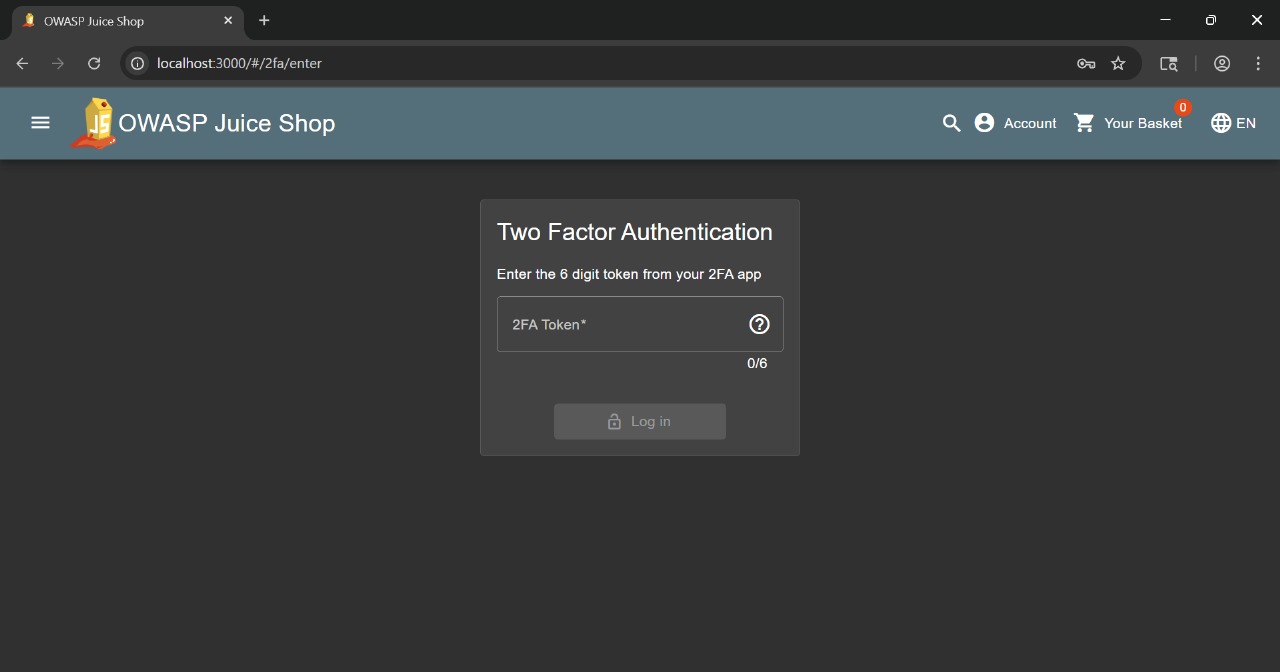 OWASP Juice Shop
localhost:3000/#/2fa/enter
JS
OWASP Juice Shop
Account
Your Basket
0
EN
Two Factor Authentication
Enter the 6 digit token from your 2FA app
2FA Token*
0/6
Log in